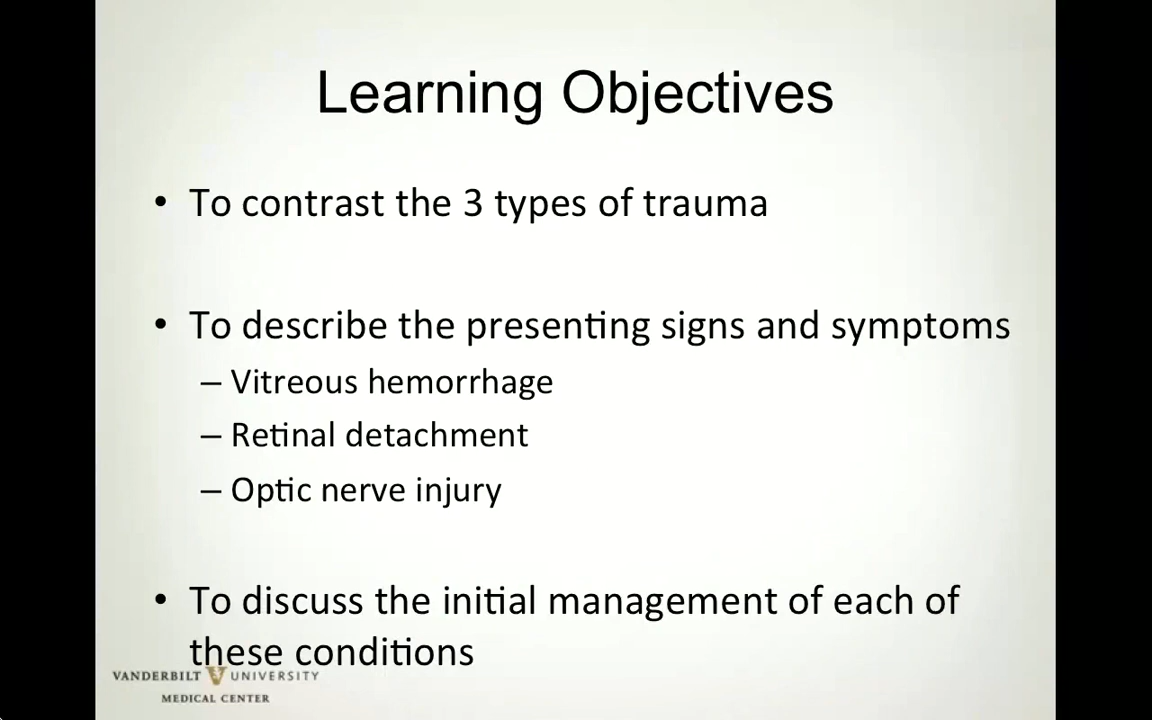 Learning Objectives
• To contrast the 3 types of trauma
• To describe the presenting signs and symptoms
– Vitreous hemorrhage
– Retinal detachment
– Optic nerve injury
• To discuss the initial management of each of
these conditions
VANDERBILT V UNIVERSITY
MEDICAL CENTER